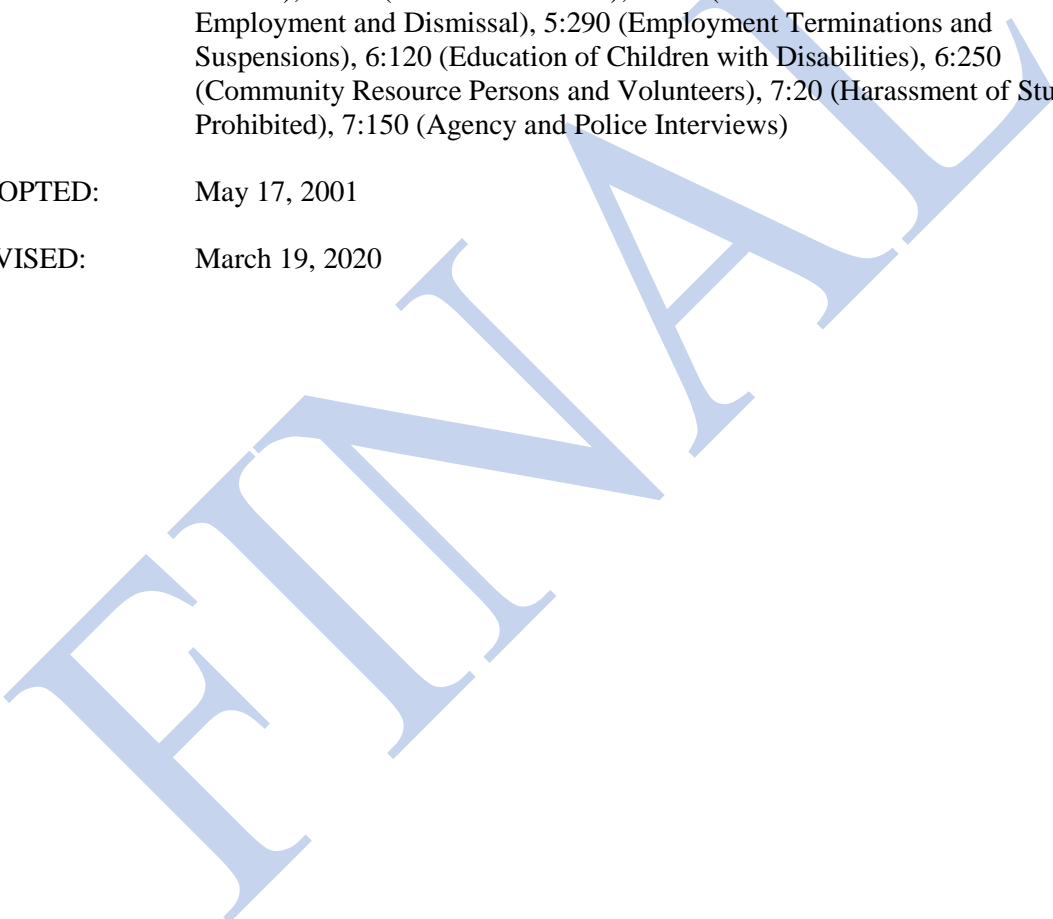 Employment and Dismissal), 5:290 (Employment Terminations and
Suspensions), 6:120 (Education of Children with Disabilities), 6:250
(Community Resource Persons and Volunteers), 7:20 (Harassment of Stu
Prohibited), 7:150 (Agency and Police Interviews)
OPTED: May 17, 2001
VISED: March 19, 2020
FINAL